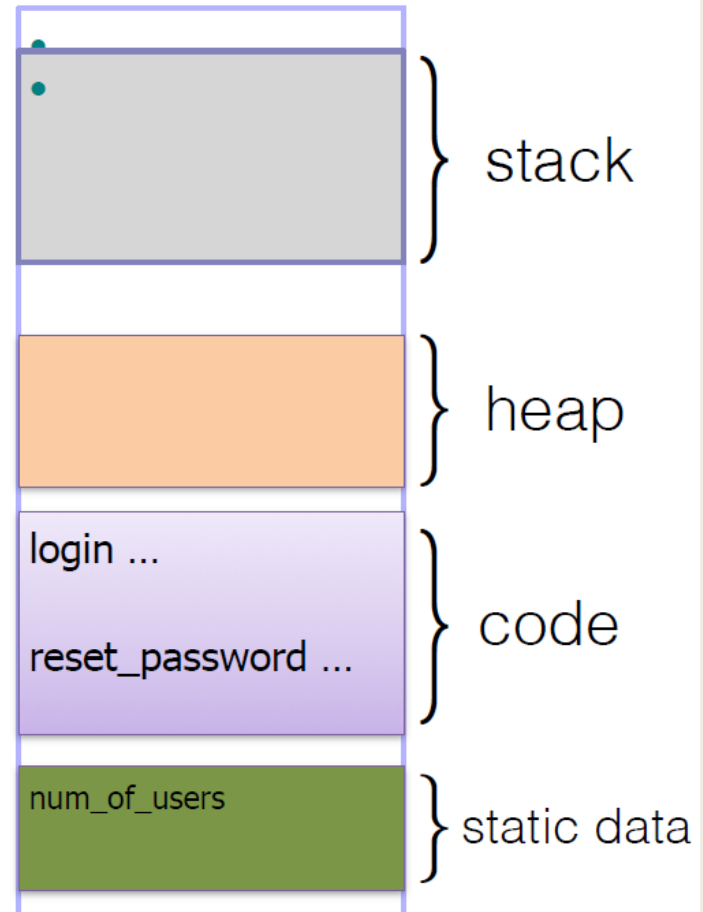 stack
heap
login ...
reset_password ...
code
num_of_users
static data